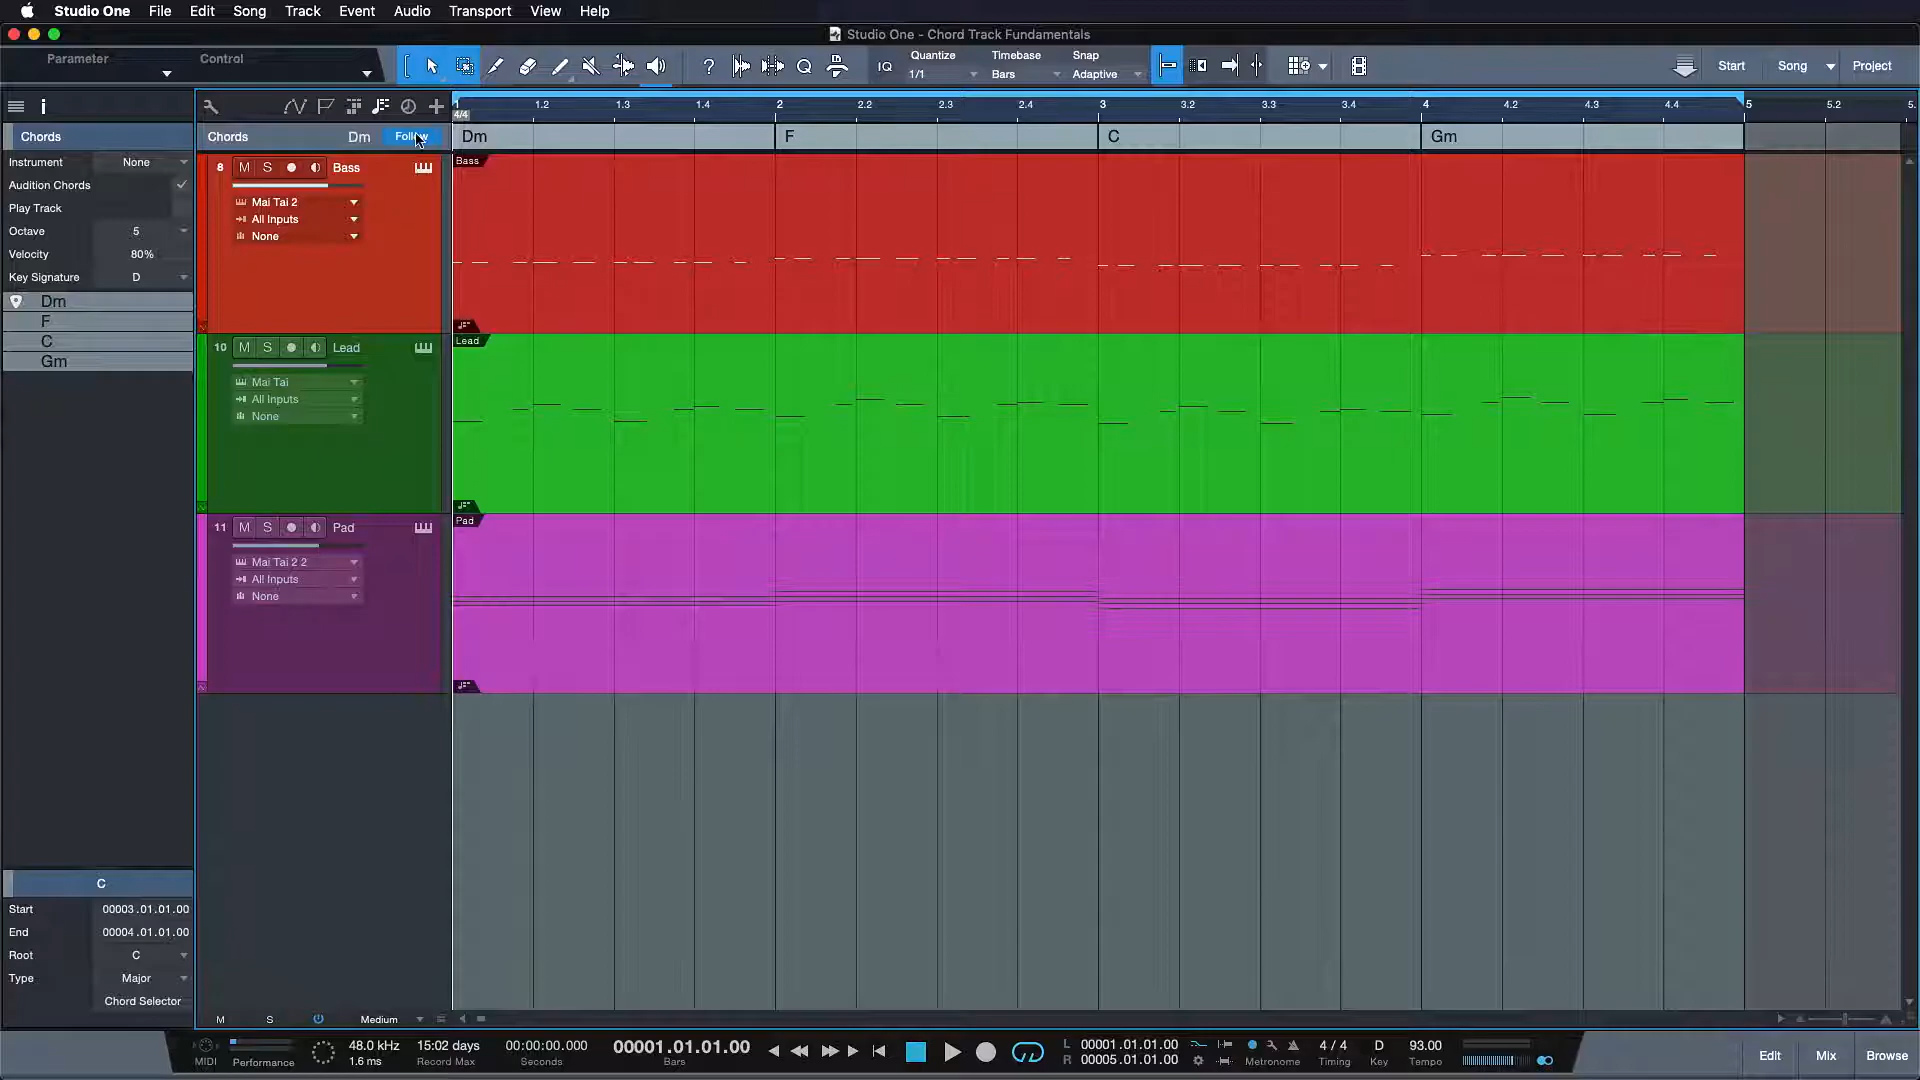 Studio One File Edit Song Track Event Audio Transport View Help
Studio One - Chord Track Fundamentals
Parameter Control
IQ Quantize 1/1 Timebase Bars Snap Adaptive
Start Song Project
1 1.2 1.3 1.4 2 2.2 2.3 2.4 3 3.2 3.3 3.4 4 4.2 4.3 4.4 5 5.2 5.
4/4
Chords
Chords Dm Follow
Dm F C Gm
Instrument None
Audition Chords
Play Track
Octave 5
Velocity 80%
Key Signature D
Dm
F
C
Gm
8 M S Bass
Mai Tai 2
All Inputs
None
Bass
10 M S Lead
Mai Tai
All Inputs
None
Lead
11 M S Pad
Mai Tai 2 2
All Inputs
None
Pad
C
Start 00003.01.01.00
End 00004.01.01.00
Root C
Type Major
Chord Selector
M S Medium
MIDI
Performance
48.0 kHz
1.6 ms
15:02 days
Record Max
00:00:00.000
Seconds
00001.01.01.00
Bars
L 00001.01.01.00
R 00005.01.01.00
Metronome
4 / 4
Timing
D
Key
93.00
Tempo
Edit Mix Browse